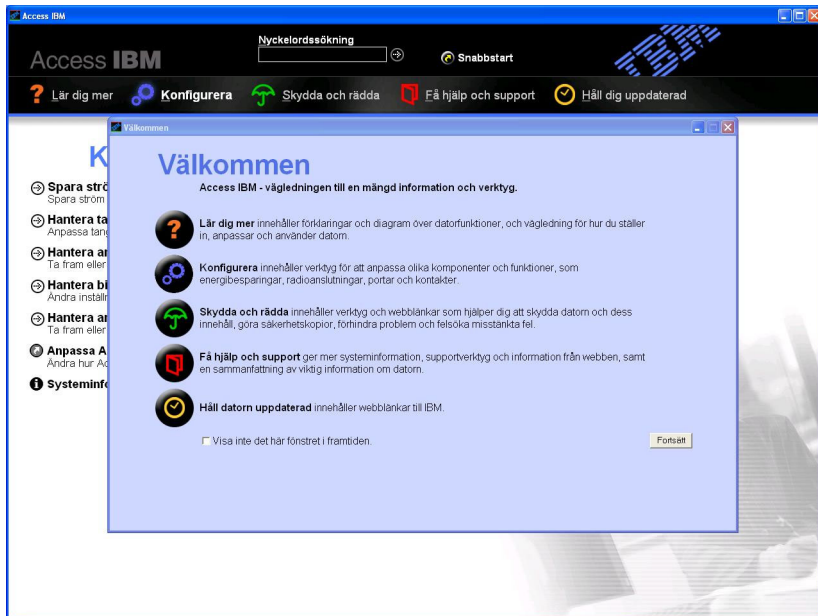 Access IBM
Access IBM
Nyckelordssökning
Snabbstart
IBM
Lär dig mer
Konfigurera
Skydda och rädda
Få hjälp och support
Håll dig uppdaterad
Välkommen
K
Spara strö
Spara ström
Hantera ta
Anpassa tang
Hantera an
Ta fram eller
Hantera bi
Ändra inställn
Hantera an
Ta fram eller
Anpassa A
Ändra hur Ac
Systeminfo
Välkommen
Access IBM - vägledningen till en mängd information och verktyg.
Lär dig mer innehåller förklaringar och diagram över datorfunktioner, och vägledning för hur du ställer
in, anpassar och använder datorn.
Konfigurera innehåller verktyg för att anpassa olika komponenter och funktioner, som
energibesparingar, radioanslutningar, portar och kontakter.
Skydda och rädda innehåller verktyg och webblänkar som hjälper dig att skydda datorn och dess
innehåll, göra säkerhetskopior, förhindra problem och felsöka misstänkta fel.
Få hjälp och support ger mer systeminformation, supportverktyg och information från webben, samt
en sammanfattning av viktig information om datorn.
Håll datorn uppdaterad innehåller webblänkar till IBM.
Visa inte det här fönstret i framtiden.
Fortsätt